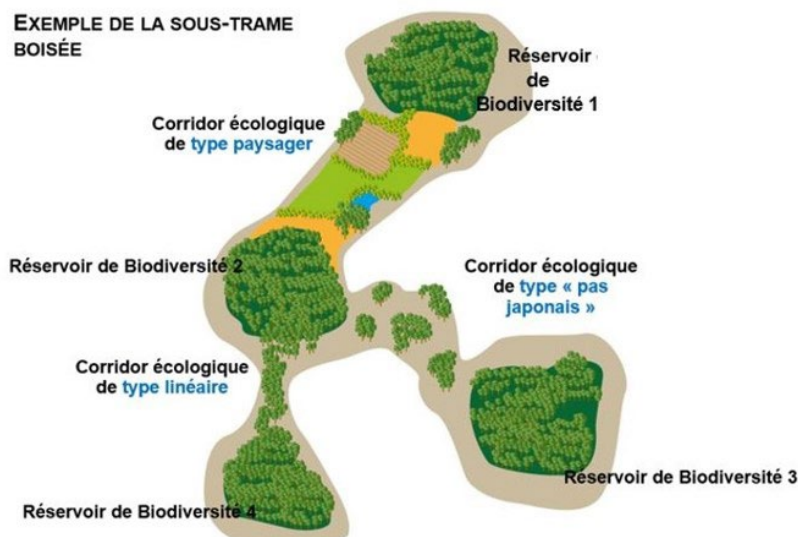 EXEMPLE DE LA SOUS-TRAME
BOISÉE
Réservoir
de
Biodiversité 1
Corridor écologique
de type paysager
Réservoir de Biodiversité 2
Corridor écologique
de type « pas
japonais »
Corridor écologique
de type linéaire
Réservoir de Biodiversité 3
Réservoir de Biodiversité 4